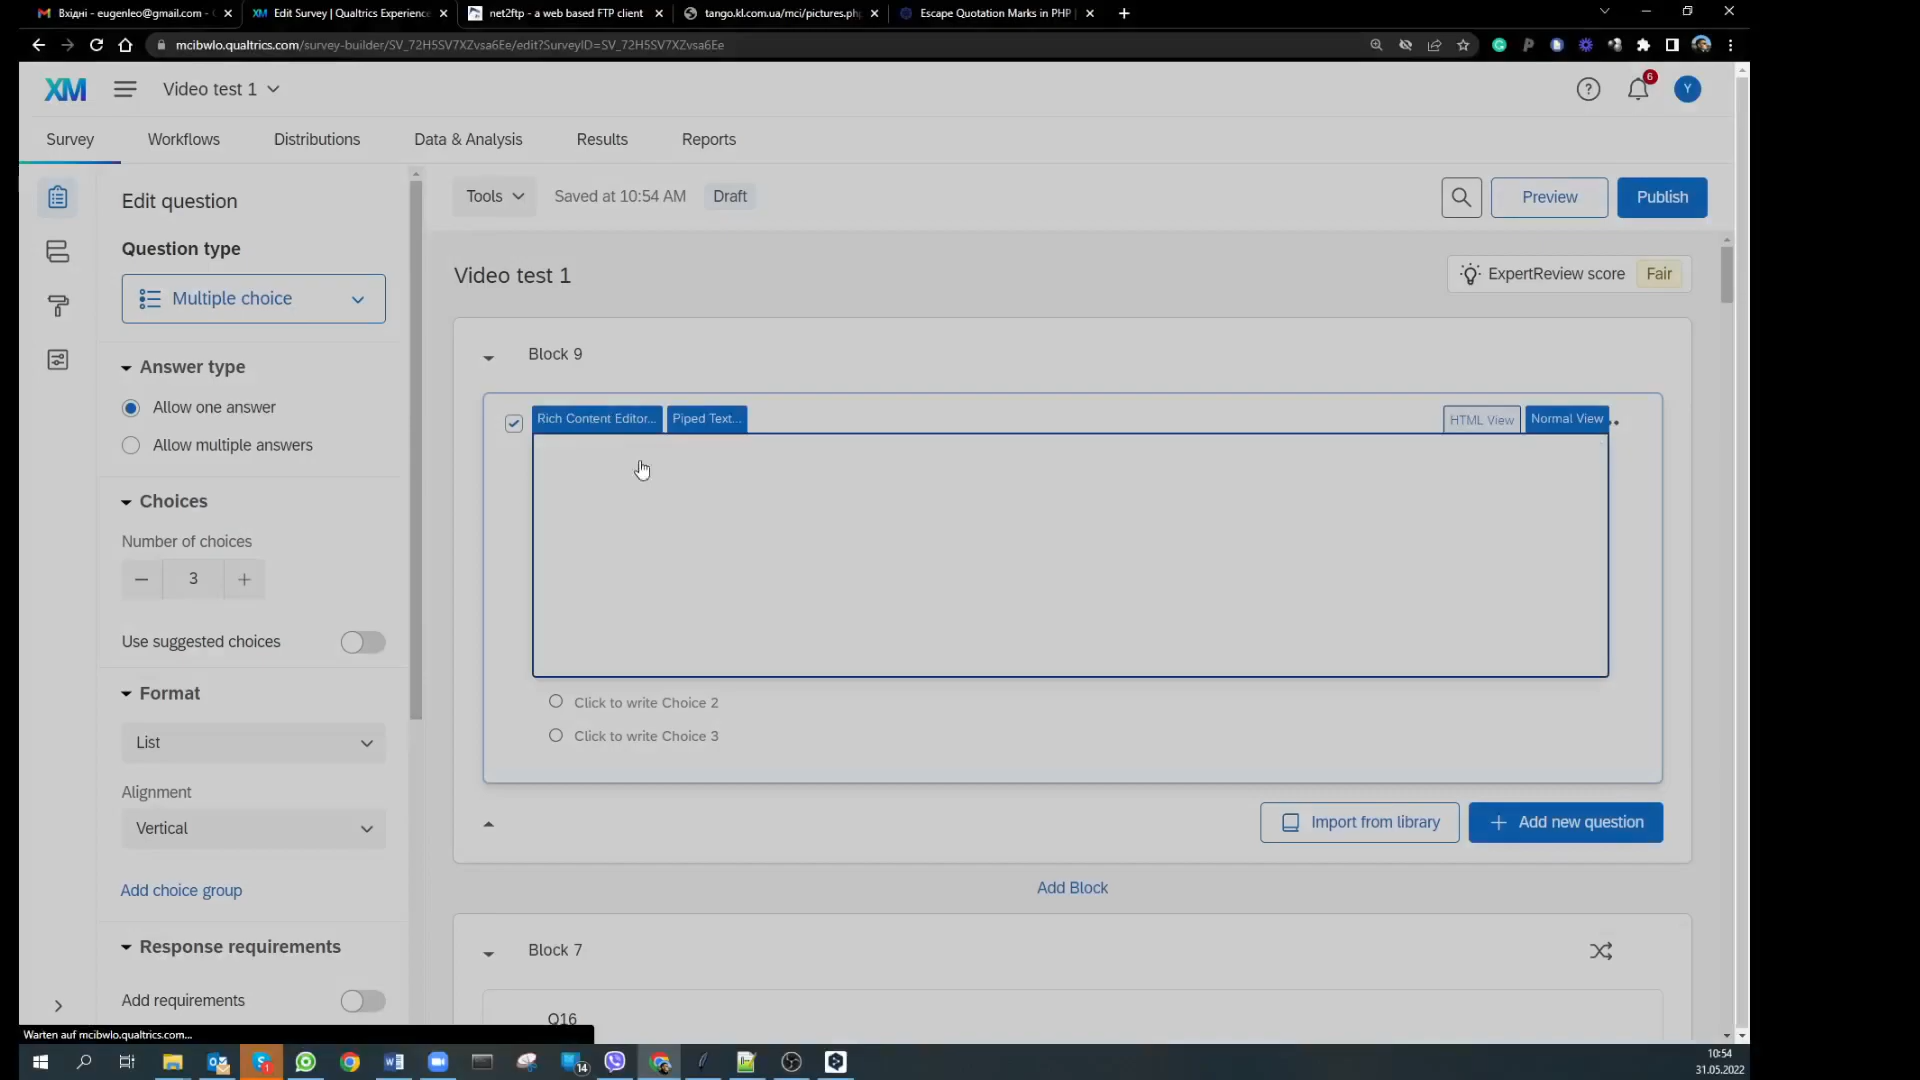 Вхідні - eugenleo@gmail.com -
Edit Survey | Qualtrics Experience
net2ftp - a web based FTP client
tango.kl.com.ua/mci/pictures.php
Escape Quotation Marks in PHP |
mcibwlo.qualtrics.com/survey-builder/SV_72H5SV7XZvsa6Ee/edit?SurveyID=SV_72H5SV7XZvsa6Ee
XM
Video test 1
6
Y
Survey
Workflows
Distributions
Data & Analysis
Results
Reports
Edit question
Tools
Saved at 10:54 AM
Draft
Preview
Publish
Question type
Multiple choice
Video test 1
ExpertReview score
Fair
Answer type
Allow one answer
Allow multiple answers
Block 9
Rich Content Editor...
Piped Text...
HTML View
Normal View
Choices
Number of choices
3
Use suggested choices
Click to write Choice 2
Click to write Choice 3
Format
List
Alignment
Vertical
Import from library
Add new question
Add choice group
Add Block
Response requirements
Block 7
Add requirements
Q16
Warten auf mcibwlo.qualtrics.com...
1
14
10:54
31.05.2022